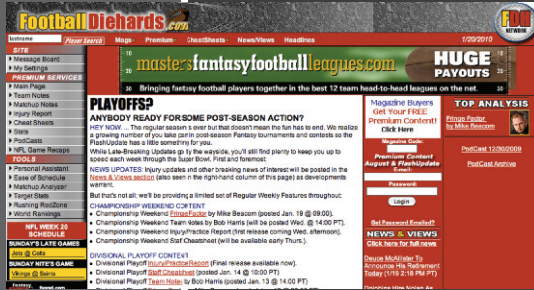 FootballDiehards.com
FDH
NETWORK
lastname
Player Search
Mags-
Premium-
CheatSheets-
News/Views
Headlines
1/20/2010
SITE
Message Board
My Settings
PREMIUM SERVICES
Main Page
Team Notes
Matchup Notes
Injury Report
Cheat Sheets
Stats
PodCasts
NFL Game Recaps
TOOLS
Personal Assistant
Ease of Schedule
Matchup Analyzer
Target Stats
Rushing RedZone
World Rankings
NFL WEEK 20
SCHEDULE
SUNDAY'S LATE GAMES
Jets @ Colts
SUNDAY NITE'S GAME
Vikings @ Saints
mastersfantasyfootballleagues.com
HUGE
PAYOUTS
Bringing fantasy football players together in the best 12 team head-to-head leagues on the net.
PLAYOFFS?
ANYBODY READY FOR SOME POST-SEASON ACTION?
HEY NOW... The regular season is over but that doesn't mean the fun has to end. We realize
a growing number of you take part in post-season Fantasy tournaments and contests so the
FlashUpdate has a little something for you.
While Late-Breaking Updates go by the wayside, you'll still find plenty to keep you up to
speed each week through the Super Bowl. First and foremost:
NEWS UPDATES: Injury updates and other breaking news of interest will be posted in the
News & Views section (also seen in the right-hand column of this page) as developments
warrant.
But that's not all; we'll be providing a limited set of Regular Weekly Features throughout:
CHAMPIONSHIP WEEKEND CONTENT
Championship Weekend Fringe Factor by Mike Beacom (posted Jan. 19 @ 09:00).
Championship Weekend Team Notes by Bob Harris (will be posted Wed. @ 14:00 PT).
Championship Weekend Injury/Practice Report (first release coming Wed. afternoon).
Championship Weekend Staff Cheatsheet (will be available early Thurs.).
DIVISIONAL PLAYOFF CONTENT
Divisional Playoff Injury/Practice Report (Final release available now).
Divisional Playoff Staff Cheatsheet (posted Jan. 14 @ 10:00 PT)
Divisional Playoff Team Notes by Bob Harris (posted Jan. 13 @ 14:00 PT)
Magazine Buyers
Get Your FREE
Premium Content!
Click Here
Magazine Code:
Premium Content
August & FlashUpdate
E-mail:
Password:
Login
Get Password Emailed?
NEWS & VIEWS
Click here for full news
Deuce McAllister To
Announce His Retirement
Today (1/19 2:18 PM PT)
TOP ANALYSIS
Fringe Factor
by Mike Beacom
PodCast 12/30/2009
PodCast Archive